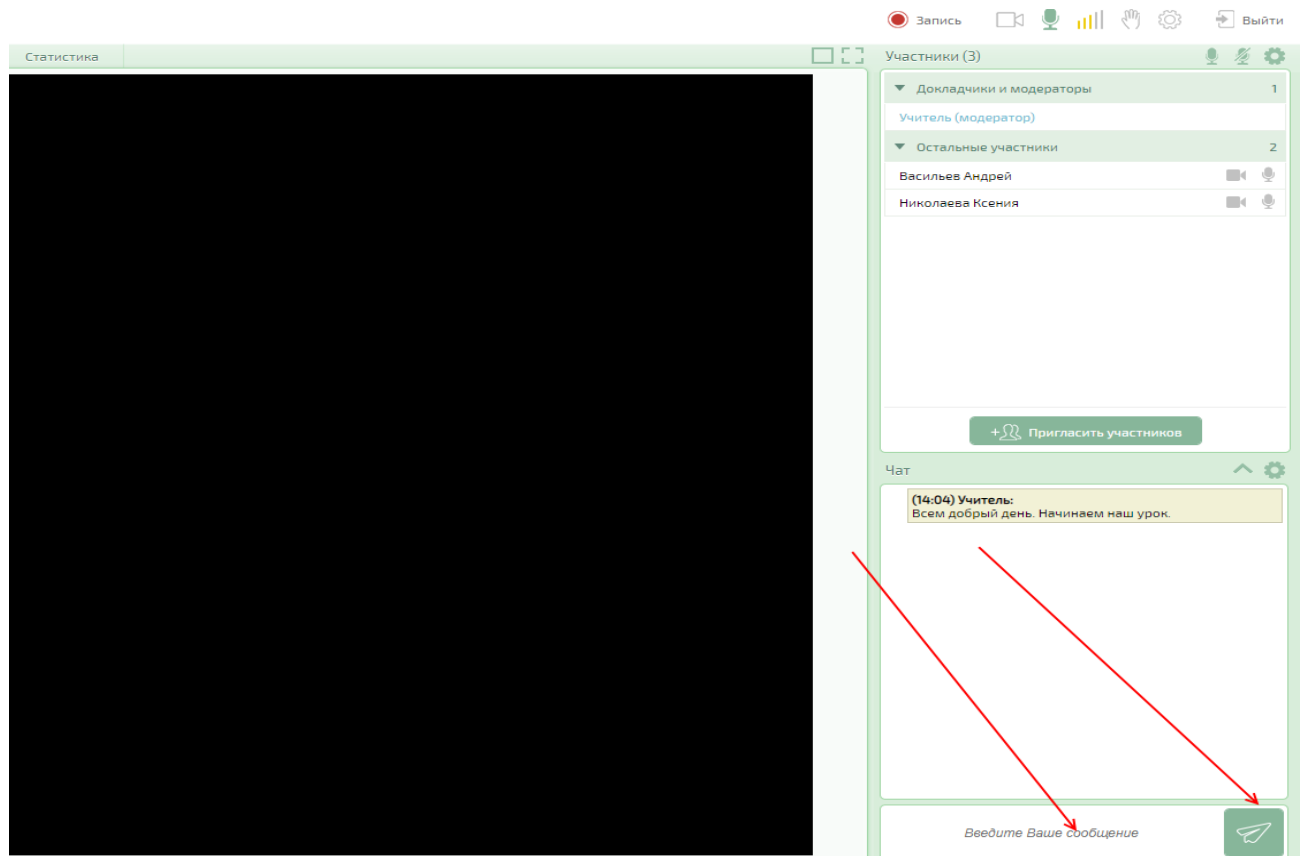 Запись
Выйти
Статистика
Участники (3)
Докладчики и модераторы 1
Учитель (модератор)
Остальные участники 2
Васильев Андрей
Николаева Ксения
+ Пригласить участников
Чат
(14:04) Учитель:
Всем добрый день. Начинаем наш урок.
Введите Ваше сообщение